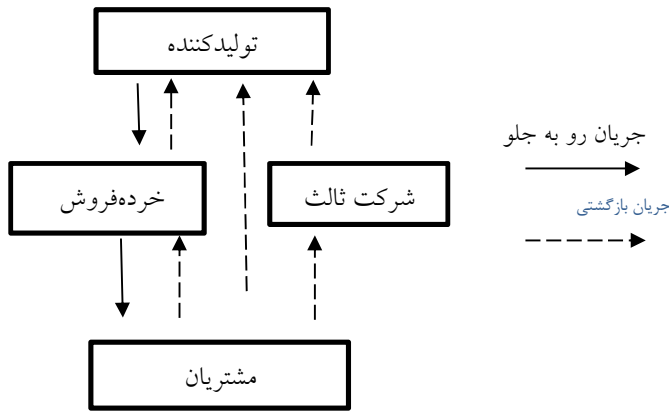 تولیدکننده
جریان رو به جلو
خرده‌فروش
شرکت ثالث
جریان بازگشتی
مشتریان